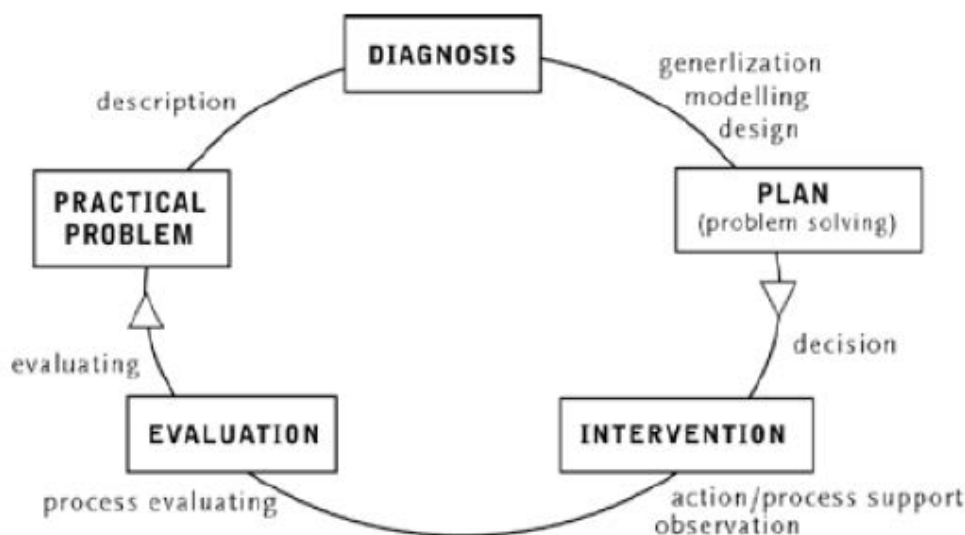 DIAGNOSIS
generlization
modelling
design
description
PRACTICAL
PROBLEM
PLAN
(problem solving)
evaluating
decision
EVALUATION
INTERVENTION
process evaluating
action/process support
observation